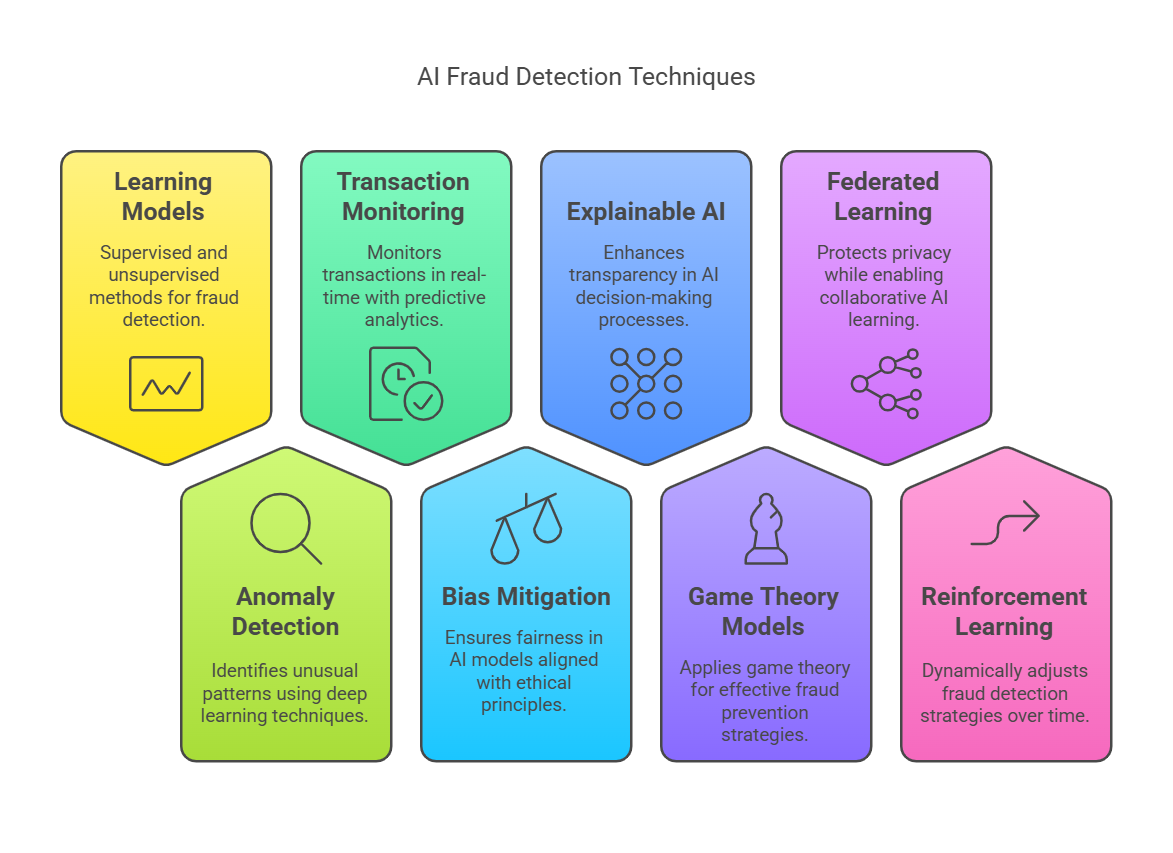 AI Fraud Detection Techniques
Learning
Models
Supervised and
unsupervised
methods for fraud
detection.
Transaction
Monitoring
Monitors
transactions in real-
time with predictive
analytics.
Explainable AI
Enhances
transparency in AI
decision-making
processes.
Federated
Learning
Protects privacy
while enabling
collaborative AI
learning.
Anomaly
Detection
Identifies unusual
patterns using deep
learning techniques.
Bias Mitigation
Ensures fairness in
AI models aligned
with ethical
principles.
Game Theory
Models
Applies game theory
for effective fraud
prevention
strategies.
Reinforcement
Learning
Dynamically adjusts
fraud detection
strategies over time.